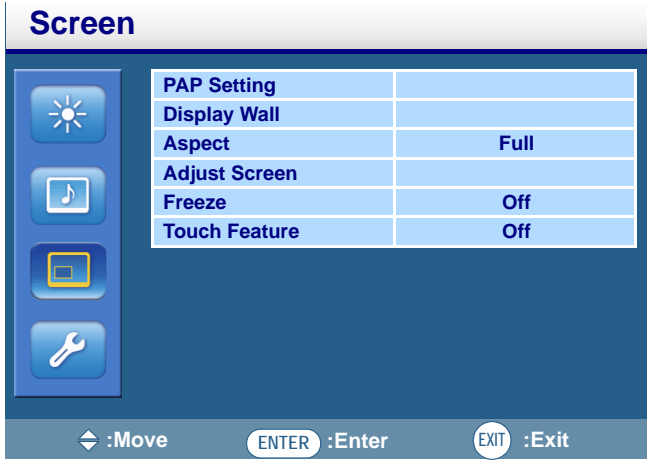 Screen
PAP Setting
Display Wall
Aspect Full
Adjust Screen
Freeze Off
Touch Feature Off
:Move ENTER :Enter EXIT :Exit